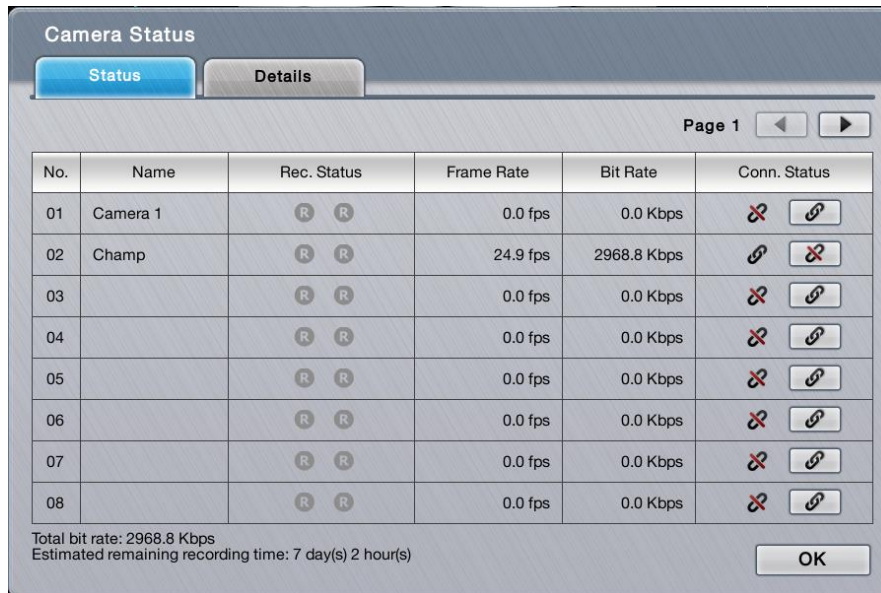 Camera Status
Status Details
Page 1
No. Name Rec. Status Frame Rate Bit Rate Conn. Status
01 Camera 1 R R 0.0 fps 0.0 Kbps
02 Champ R R 24.9 fps 2968.8 Kbps
03 R R 0.0 fps 0.0 Kbps
04 R R 0.0 fps 0.0 Kbps
05 R R 0.0 fps 0.0 Kbps
06 R R 0.0 fps 0.0 Kbps
07 R R 0.0 fps 0.0 Kbps
08 R R 0.0 fps 0.0 Kbps
Total bit rate: 2968.8 Kbps
Estimated remaining recording time: 7 day(s) 2 hour(s)
OK